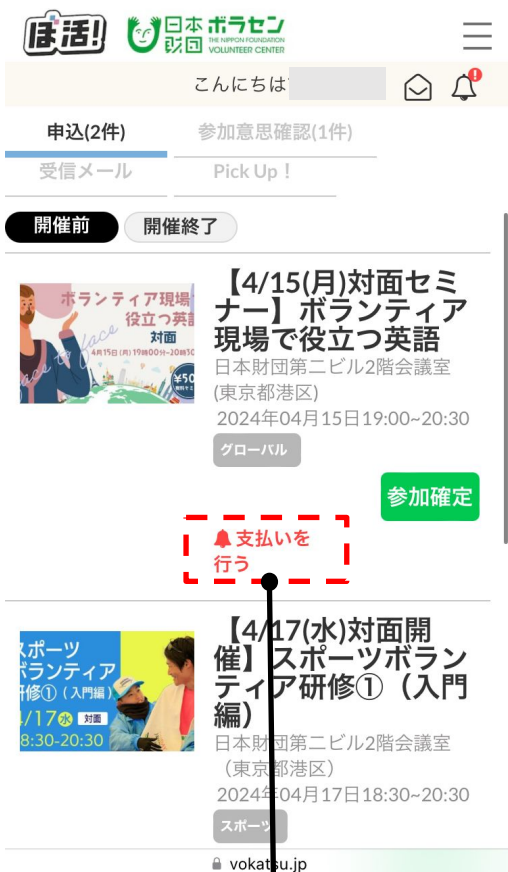 ぼ活!
日本
財団
ボラセン
THE NIPPON FOUNDATION
VOLUNTEER CENTER
こんにちは
申込(2件)
参加意思確認(1件)
受信メール
Pick Up!
開催前
開催終了
ボランティア現場
役立つ英語
対面
4月15日(月)19時00分~20時30
face to face
¥50
【4/15(月)対面セミ
ナー】ボランティア
現場で役立つ英語
日本財団第二ビル2階会議室
(東京都港区)
2024年04月15日19:00~20:30
グローバル
参加確定
支払いを
行う
スポーツ
ボランティア
研修①(入門編)
4/17水 対面
18:30-20:30
【4/17(水)対面開
催】スポーツボラン
ティア研修①(入門
編)
日本財団第二ビル2階会議室
(東京都港区)
2024年04月17日18:30~20:30
スポーツ
vokatsu.jp